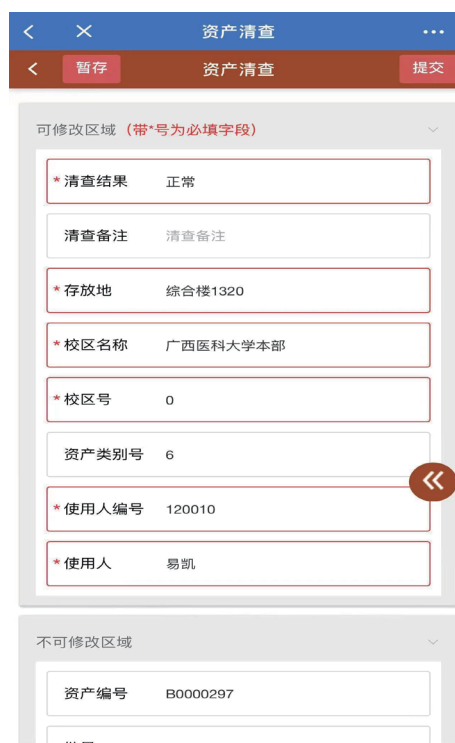 资产清查
暂存 资产清查 提交
可修改区域 (带*号为必填字段)
*清查结果 正常
清查备注 清查备注
*存放地 综合楼1320
*校区名称 广西医科大学本部
*校区号 0
资产类别号 6
*使用人编号 120010
*使用人 易凯
不可修改区域
资产编号 B0000297